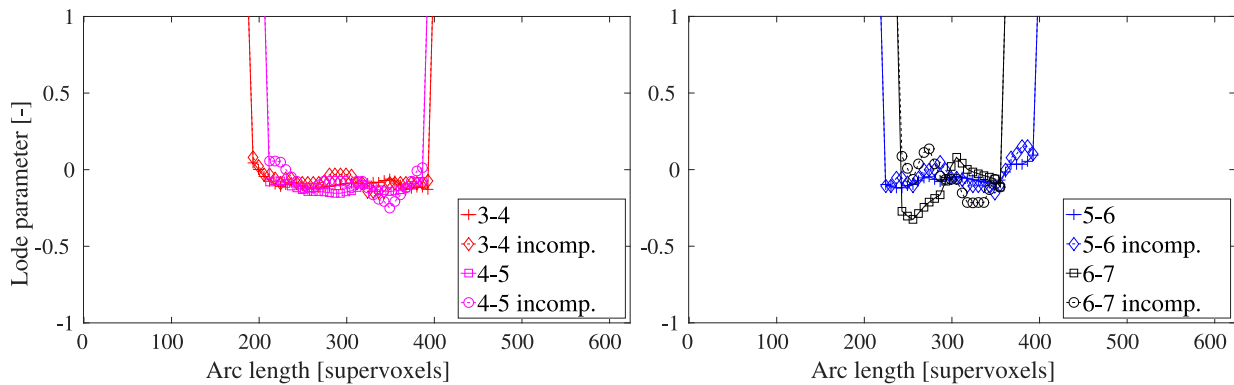 1
0.5
0
-0.5
-1
Lode parameter [-]
0 100 200 300 400 500 600
Arc length [supervoxels]
3-4
3-4 incomp.
4-5
4-5 incomp.
1
0.5
0
-0.5
-1
0 100 200 300 400 500 600
Arc length [supervoxels]
5-6
5-6 incomp.
6-7
6-7 incomp.